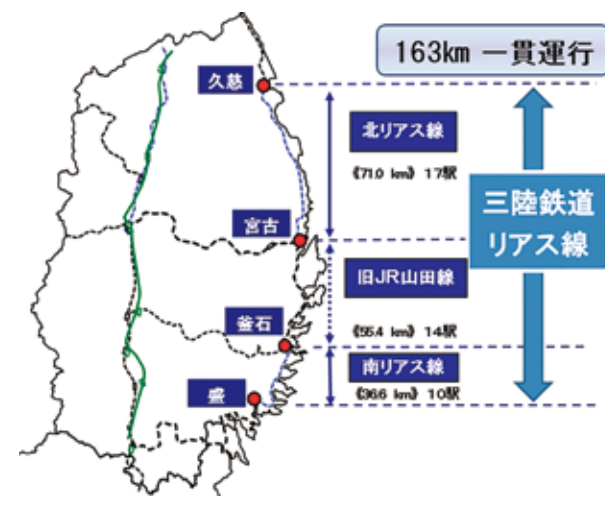 163km 一貫運行
久慈
北リアス線
《71.0 km》 17駅
三陸鉄道
リアス線
宮古
旧JR山田線
《55.4 km》 14駅
釜石
南リアス線
《36.6 km》 10駅
盛